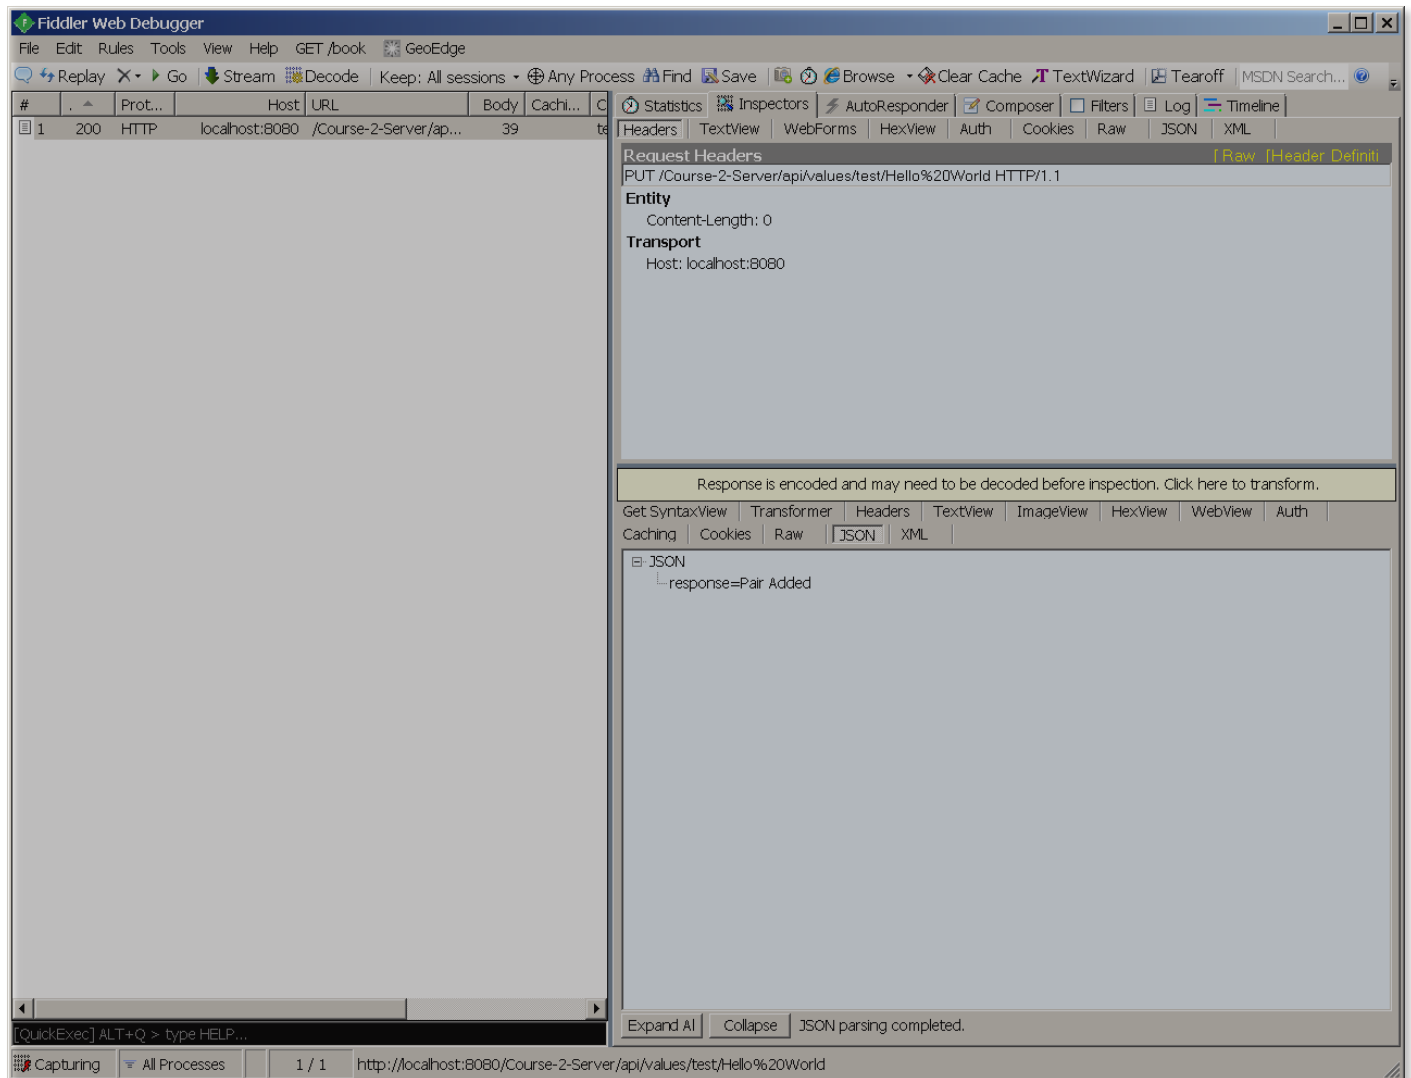 Fiddler Web Debugger
File Edit Rules Tools View Help GET /book GeoEdge
Replay Go Stream Decode Keep: All sessions Any Process Find Save Browse Clear Cache TextWizard Tearoff MSDN Search...
# . Prot... Host URL Body Cachi... C
1 200 HTTP localhost:8080 /Course-2-Server/ap... 39 te
Statistics Inspectors AutoResponder Composer Filters Log Timeline
Headers TextView WebForms HexView Auth Cookies Raw JSON XML
Request Headers [ Raw [Header Definiti
PUT /Course-2-Server/api/values/test/Hello%20World HTTP/1.1
Entity
Content-Length: 0
Transport
Host: localhost:8080
Response is encoded and may need to be decoded before inspection. Click here to transform.
Get SyntaxView Transformer Headers TextView ImageView HexView WebView Auth
Caching Cookies Raw JSON XML
JSON
response=Pair Added
Expand Al Collapse JSON parsing completed.
[QuickExec] ALT+Q > type HELP...
Capturing All Processes 1 / 1 http://localhost:8080/Course-2-Server/api/values/test/Hello%20World